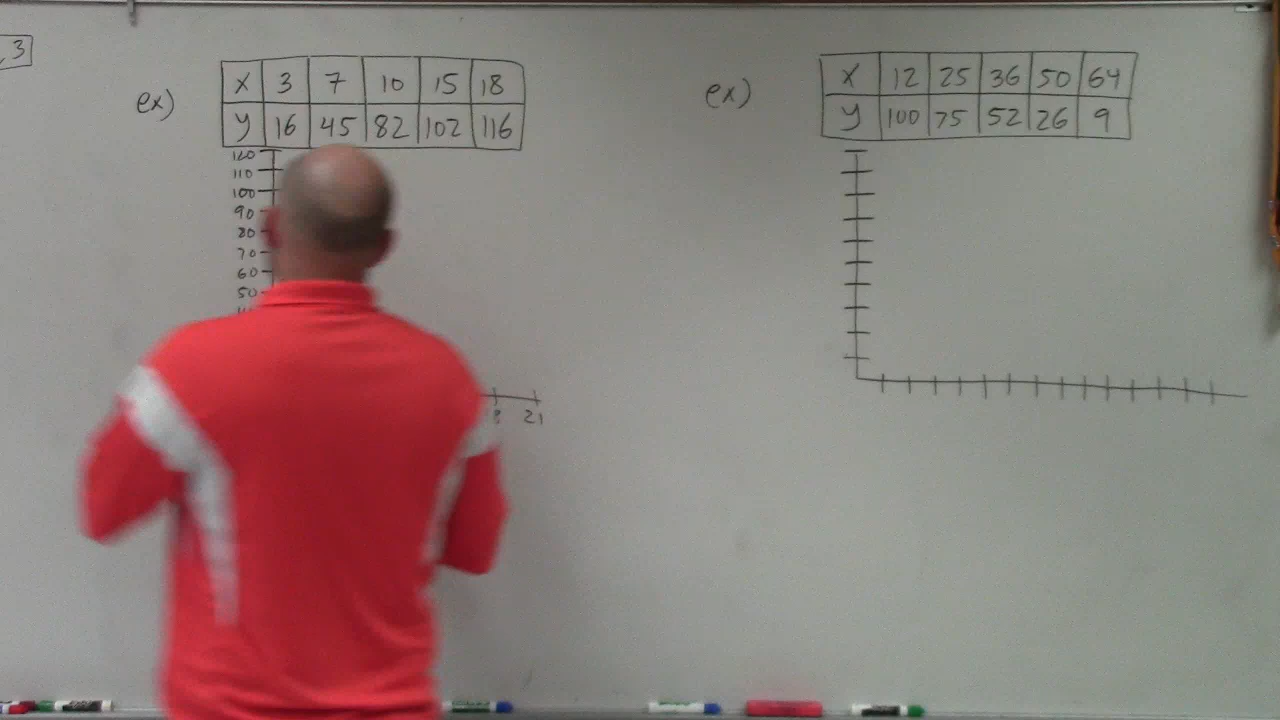 , 3
ex)
X 3 7 10 15 18
Y 16 45 82 102 116
120
110
100
90
80
70
60
50
21
ex)
X 12 25 36 50 64
Y 100 75 52 26 9